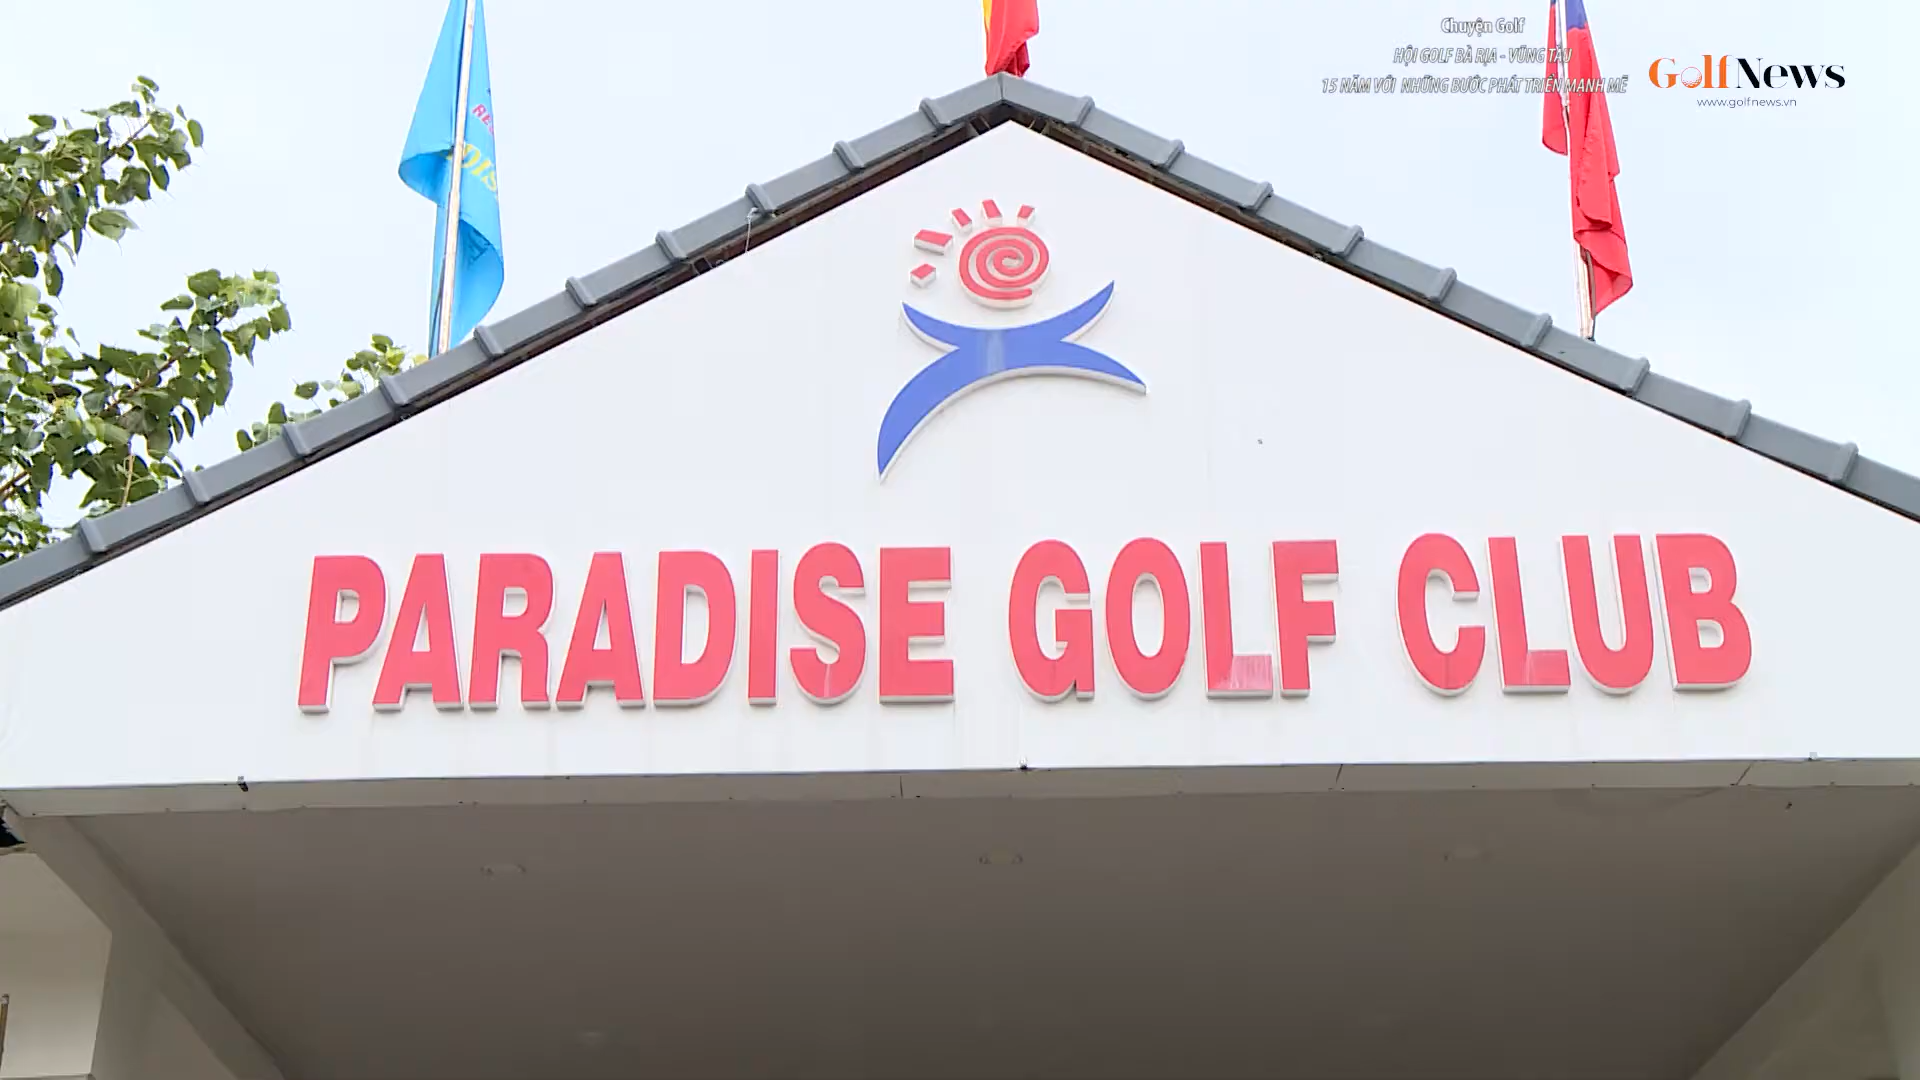 Chuyện Golf
HỘI GOLF BÀ RỊA - VŨNG TÀU
15 NĂM VỚI NHỮNG BƯỚC PHÁT TRIỂN MẠNH MẼ
GolfNews
www.golfnews.vn
PARADISE GOLF CLUB